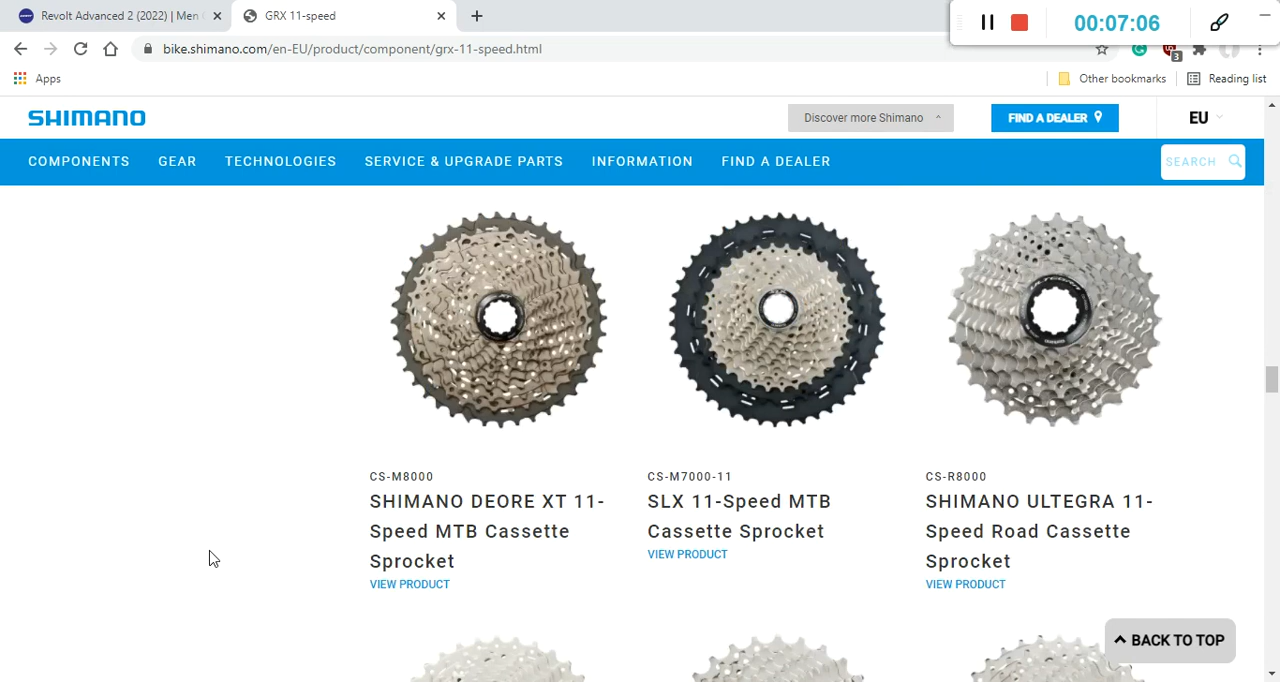 Revolt Advanced 2 (2022) | Men
GRX 11-speed
00:07:06
bike.shimano.com/en-EU/product/component/grx-11-speed.html
3
Apps
Other bookmarks
Reading list
SHIMANO
Discover more Shimano
FIND A DEALER
EU
COMPONENTS GEAR TECHNOLOGIES SERVICE & UPGRADE PARTS INFORMATION FIND A DEALER
SEARCH
CS-M8000
SHIMANO DEORE XT 11-
Speed MTB Cassette
Sprocket
VIEW PRODUCT
CS-M7000-11
SLX 11-Speed MTB
Cassette Sprocket
VIEW PRODUCT
CS-R8000
SHIMANO ULTEGRA 11-
Speed Road Cassette
Sprocket
VIEW PRODUCT
BACK TO TOP